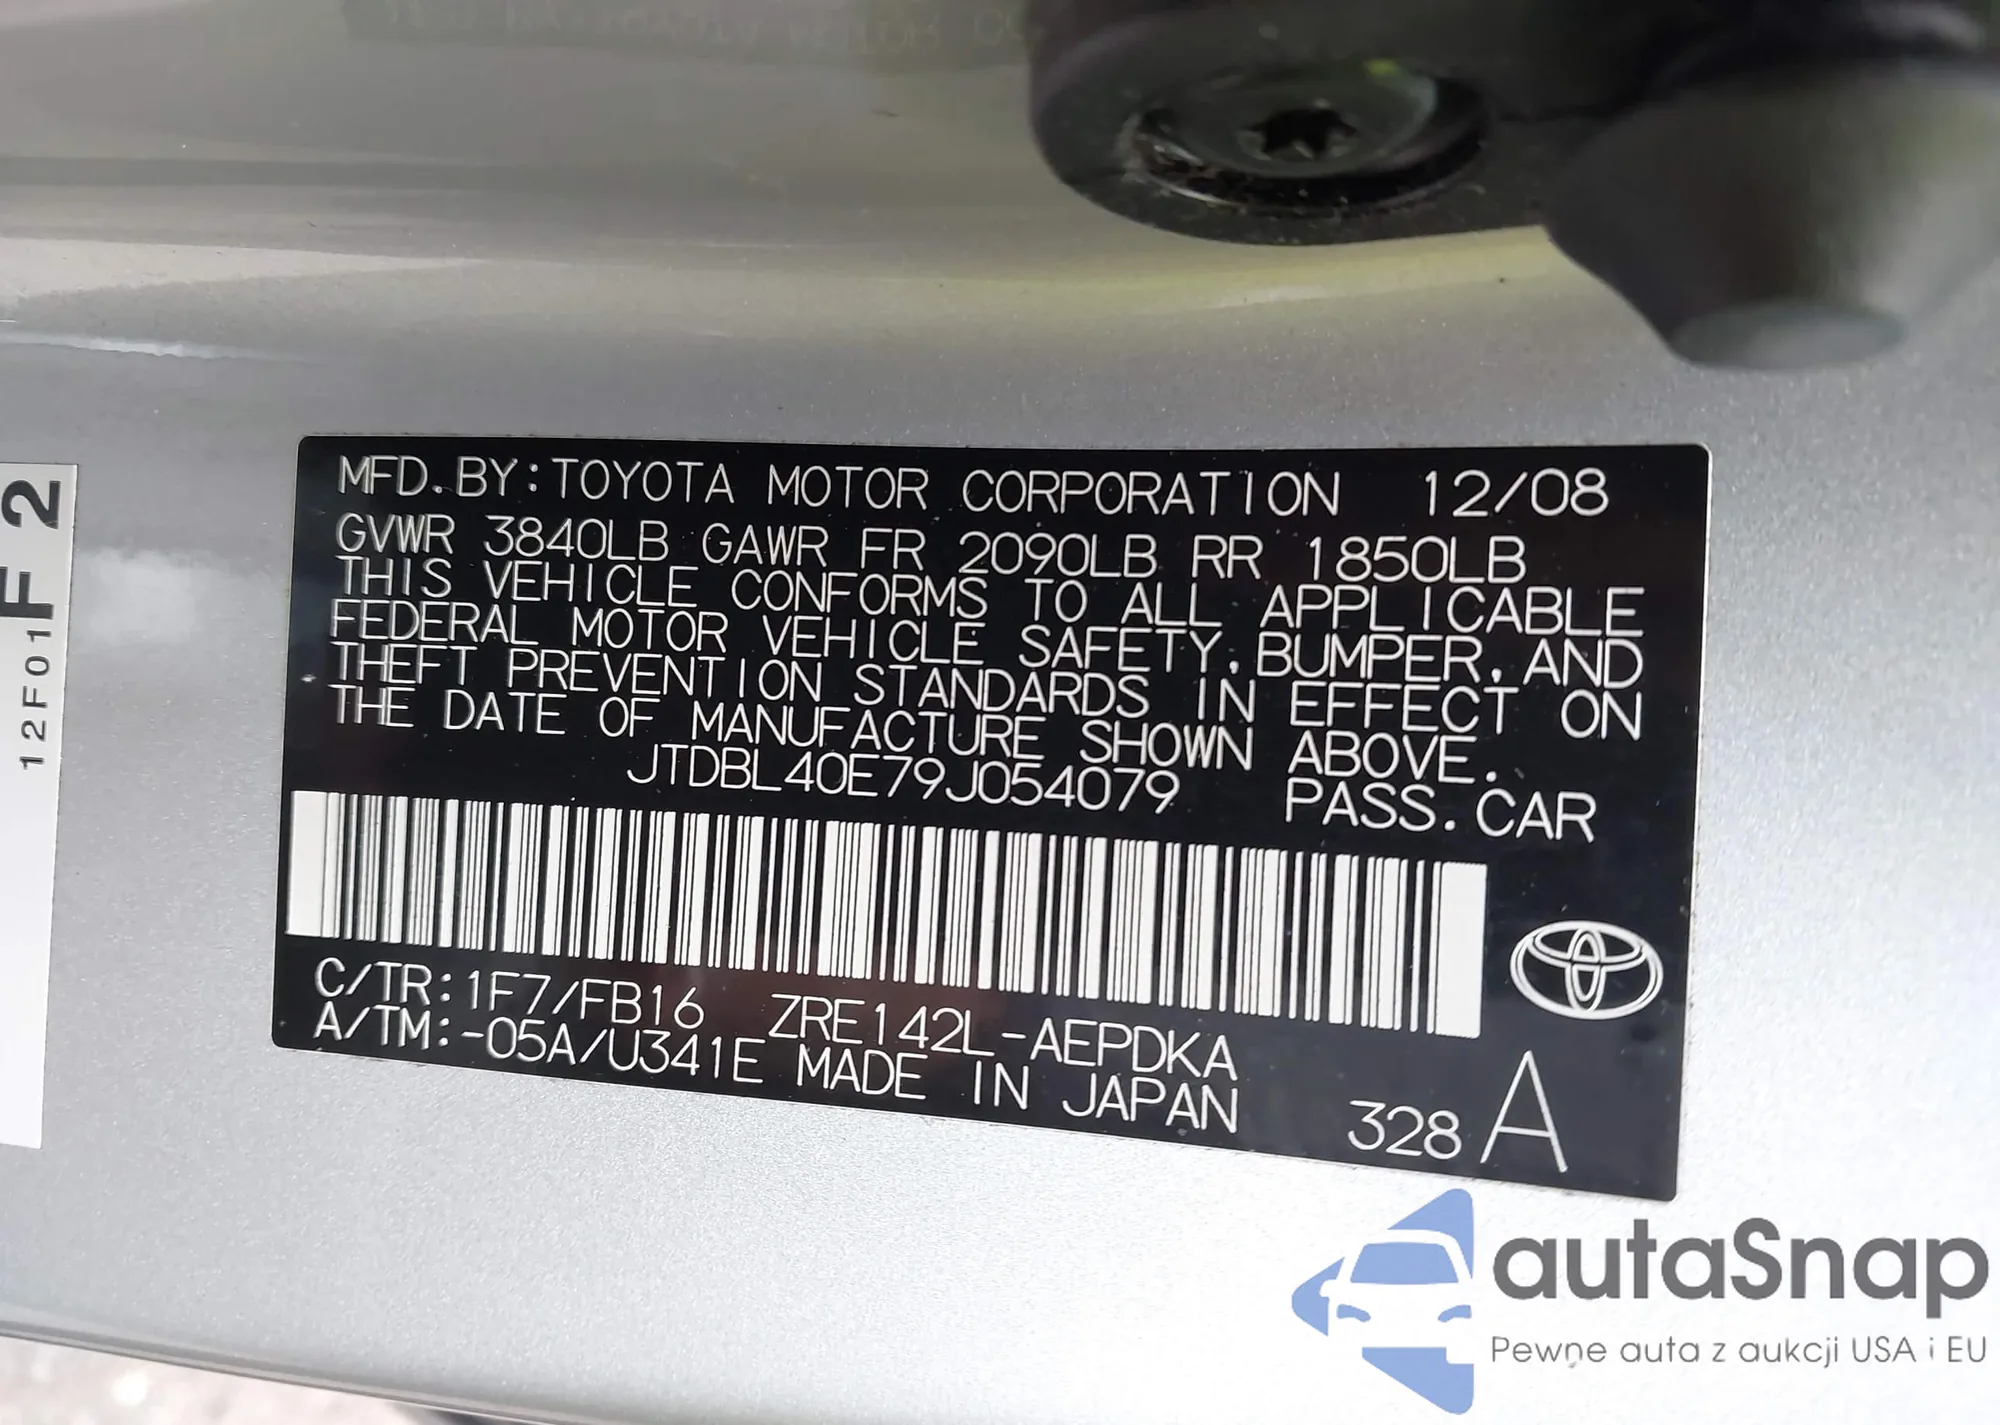 MFD. BY: TOYOTA MOTOR CORPORATION 12/08
GVWR 3840LB GAWR FR 2090LB RR 1850LB
THIS VEHICLE CONFORMS TO ALL APPLICABLE
FEDERAL MOTOR VEHICLE SAFETY, BUMPER, AND
THEFT PREVENTION STANDARDS IN EFFECT ON
THE DATE OF MANUFACTURE SHOWN ABOVE.
JTDBL40E79J054079 PASS. CAR
C/TR: 1F7/FB16 ZRE142L-AEPDKA
A/TM: -05A/U341E MADE IN JAPAN
328 A
F 2
12F01
autaSnap
Pewne auta z aukcji USA i EU